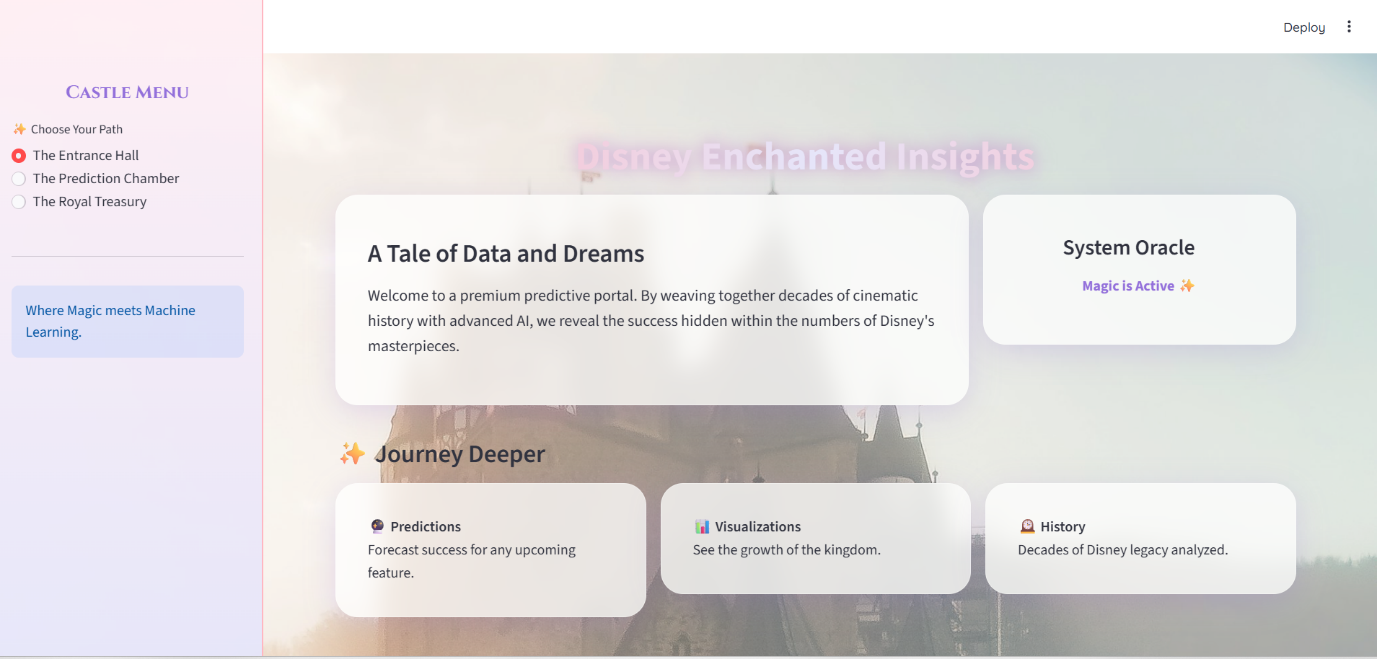 Deploy
CASTLE MENU
✨ Choose Your Path
The Entrance Hall
The Prediction Chamber
The Royal Treasury
Where Magic meets Machine
Learning.
Disney Enchanted Insights
A Tale of Data and Dreams
Welcome to a premium predictive portal. By weaving together decades of cinematic
history with advanced AI, we reveal the success hidden within the numbers of Disney's
masterpieces.
System Oracle
Magic is Active ✨
✨ Journey Deeper
🔮 Predictions
Forecast success for any upcoming
feature.
📊 Visualizations
See the growth of the kingdom.
🕰️ History
Decades of Disney legacy analyzed.